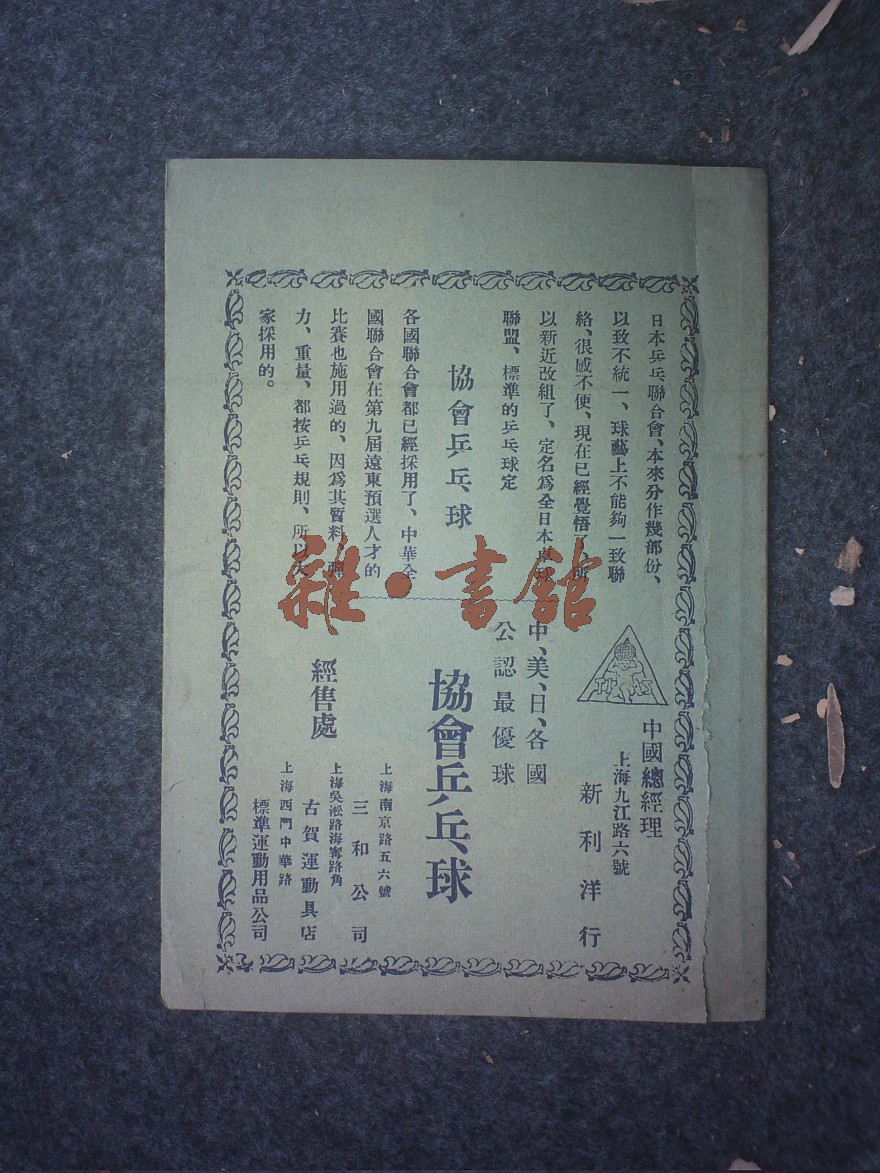 日本乒乓聯合會、本來分作幾部份、
以致不統一、球藝上不能夠一致聯
絡、很感不便、現在已經覺悟了、所
以新近改組了、定名爲全日本卓球
聯盟、標準的乒乓球定
協會乒乓球
各國聯合會都已經採用了、中華全
國聯合會在第九屆遠東預選人才的
比賽也施用過的、因爲其質料、彈
力、重量、都按乒乓規則、所以大
家採用的。
中國總經理
上海九江路六號
新利洋行
中、美、日、各國
公認最優球
協會乒乓球
經售處
上海南京路五六號
三和公司
上海吳淞路海寗路角
古賀運動具店
上海西門中華路
標準運動用品公司
雜·書館